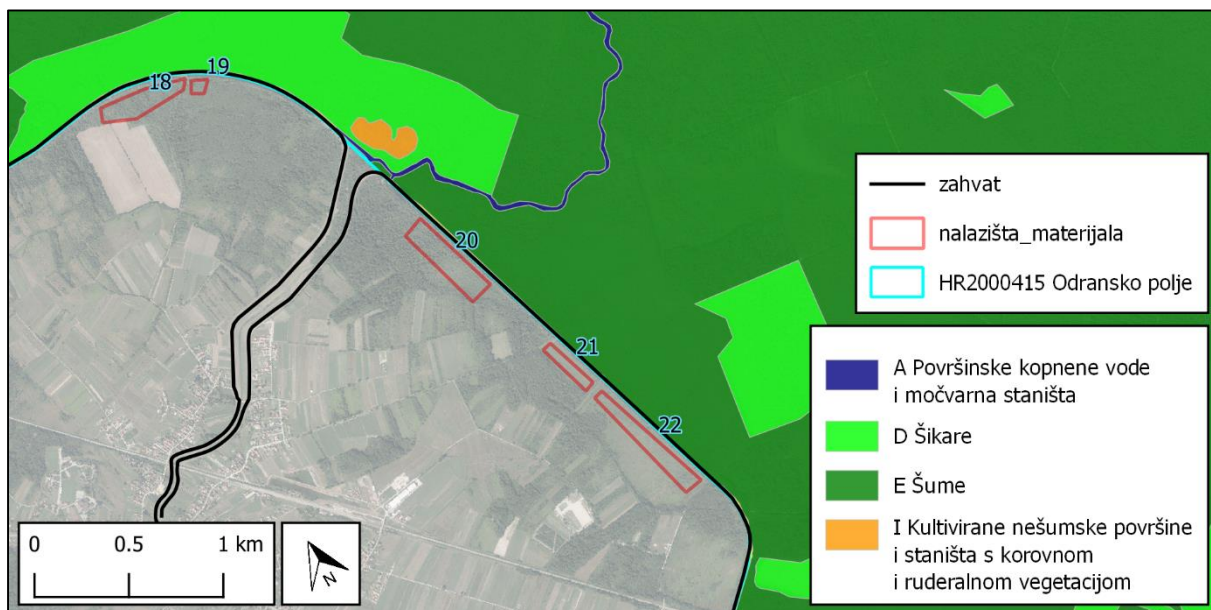 18
19
20
21
22
zahvat
nalazišta_materijala
HR2000415 Odransko polje
A Površinske kopnene vode
i močvarna staništa
D Šikare
E Šume
I Kultivirane nešumske površine
i staništa s korovnom
i ruderalnom vegetacijom
0 0.5 1 km
N